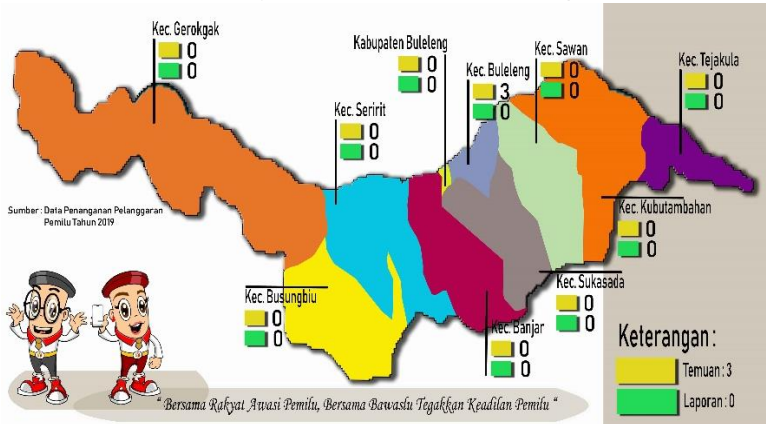 Kec. Gerokgak
0
0
Kabupaten Buleleng
0
0
Kec. Buleleng
3
0
Kec. Sawan
0
0
Kec. Tejakula
0
0
Kec. Seririt
0
0
Sumber : Data Penanganan Pelanggaran
Pemilu Tahun 2019
Kec. Kubutambahan
0
0
Kec. Sukasada
0
0
Kec. Busungbiu
0
0
Kec. Banjar
0
0
Keterangan :
Temuan : 3
Laporan : 0
“ Bersama Rakyat Awasi Pemilu, Bersama Bawaslu Tegakkan Keadilan Pemilu “